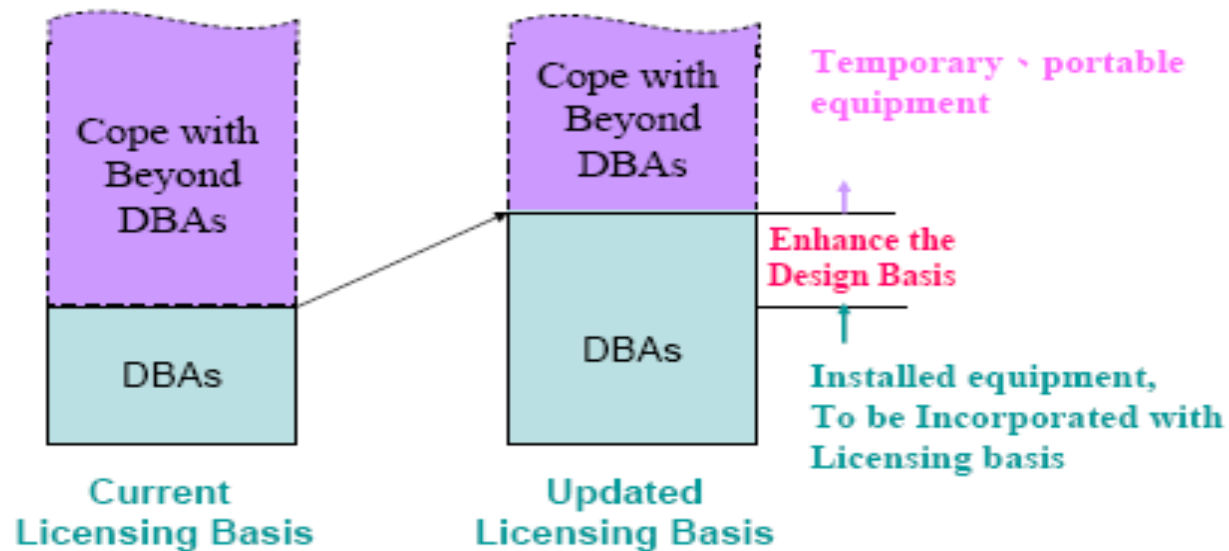 Cope with
Beyond
DBAs
DBAs
Current
Licensing Basis
Cope with
Beyond
DBAs
DBAs
Updated
Licensing Basis
Temporary、portable
equipment
Enhance the
Design Basis
Installed equipment,
To be Incorporated with
Licensing basis